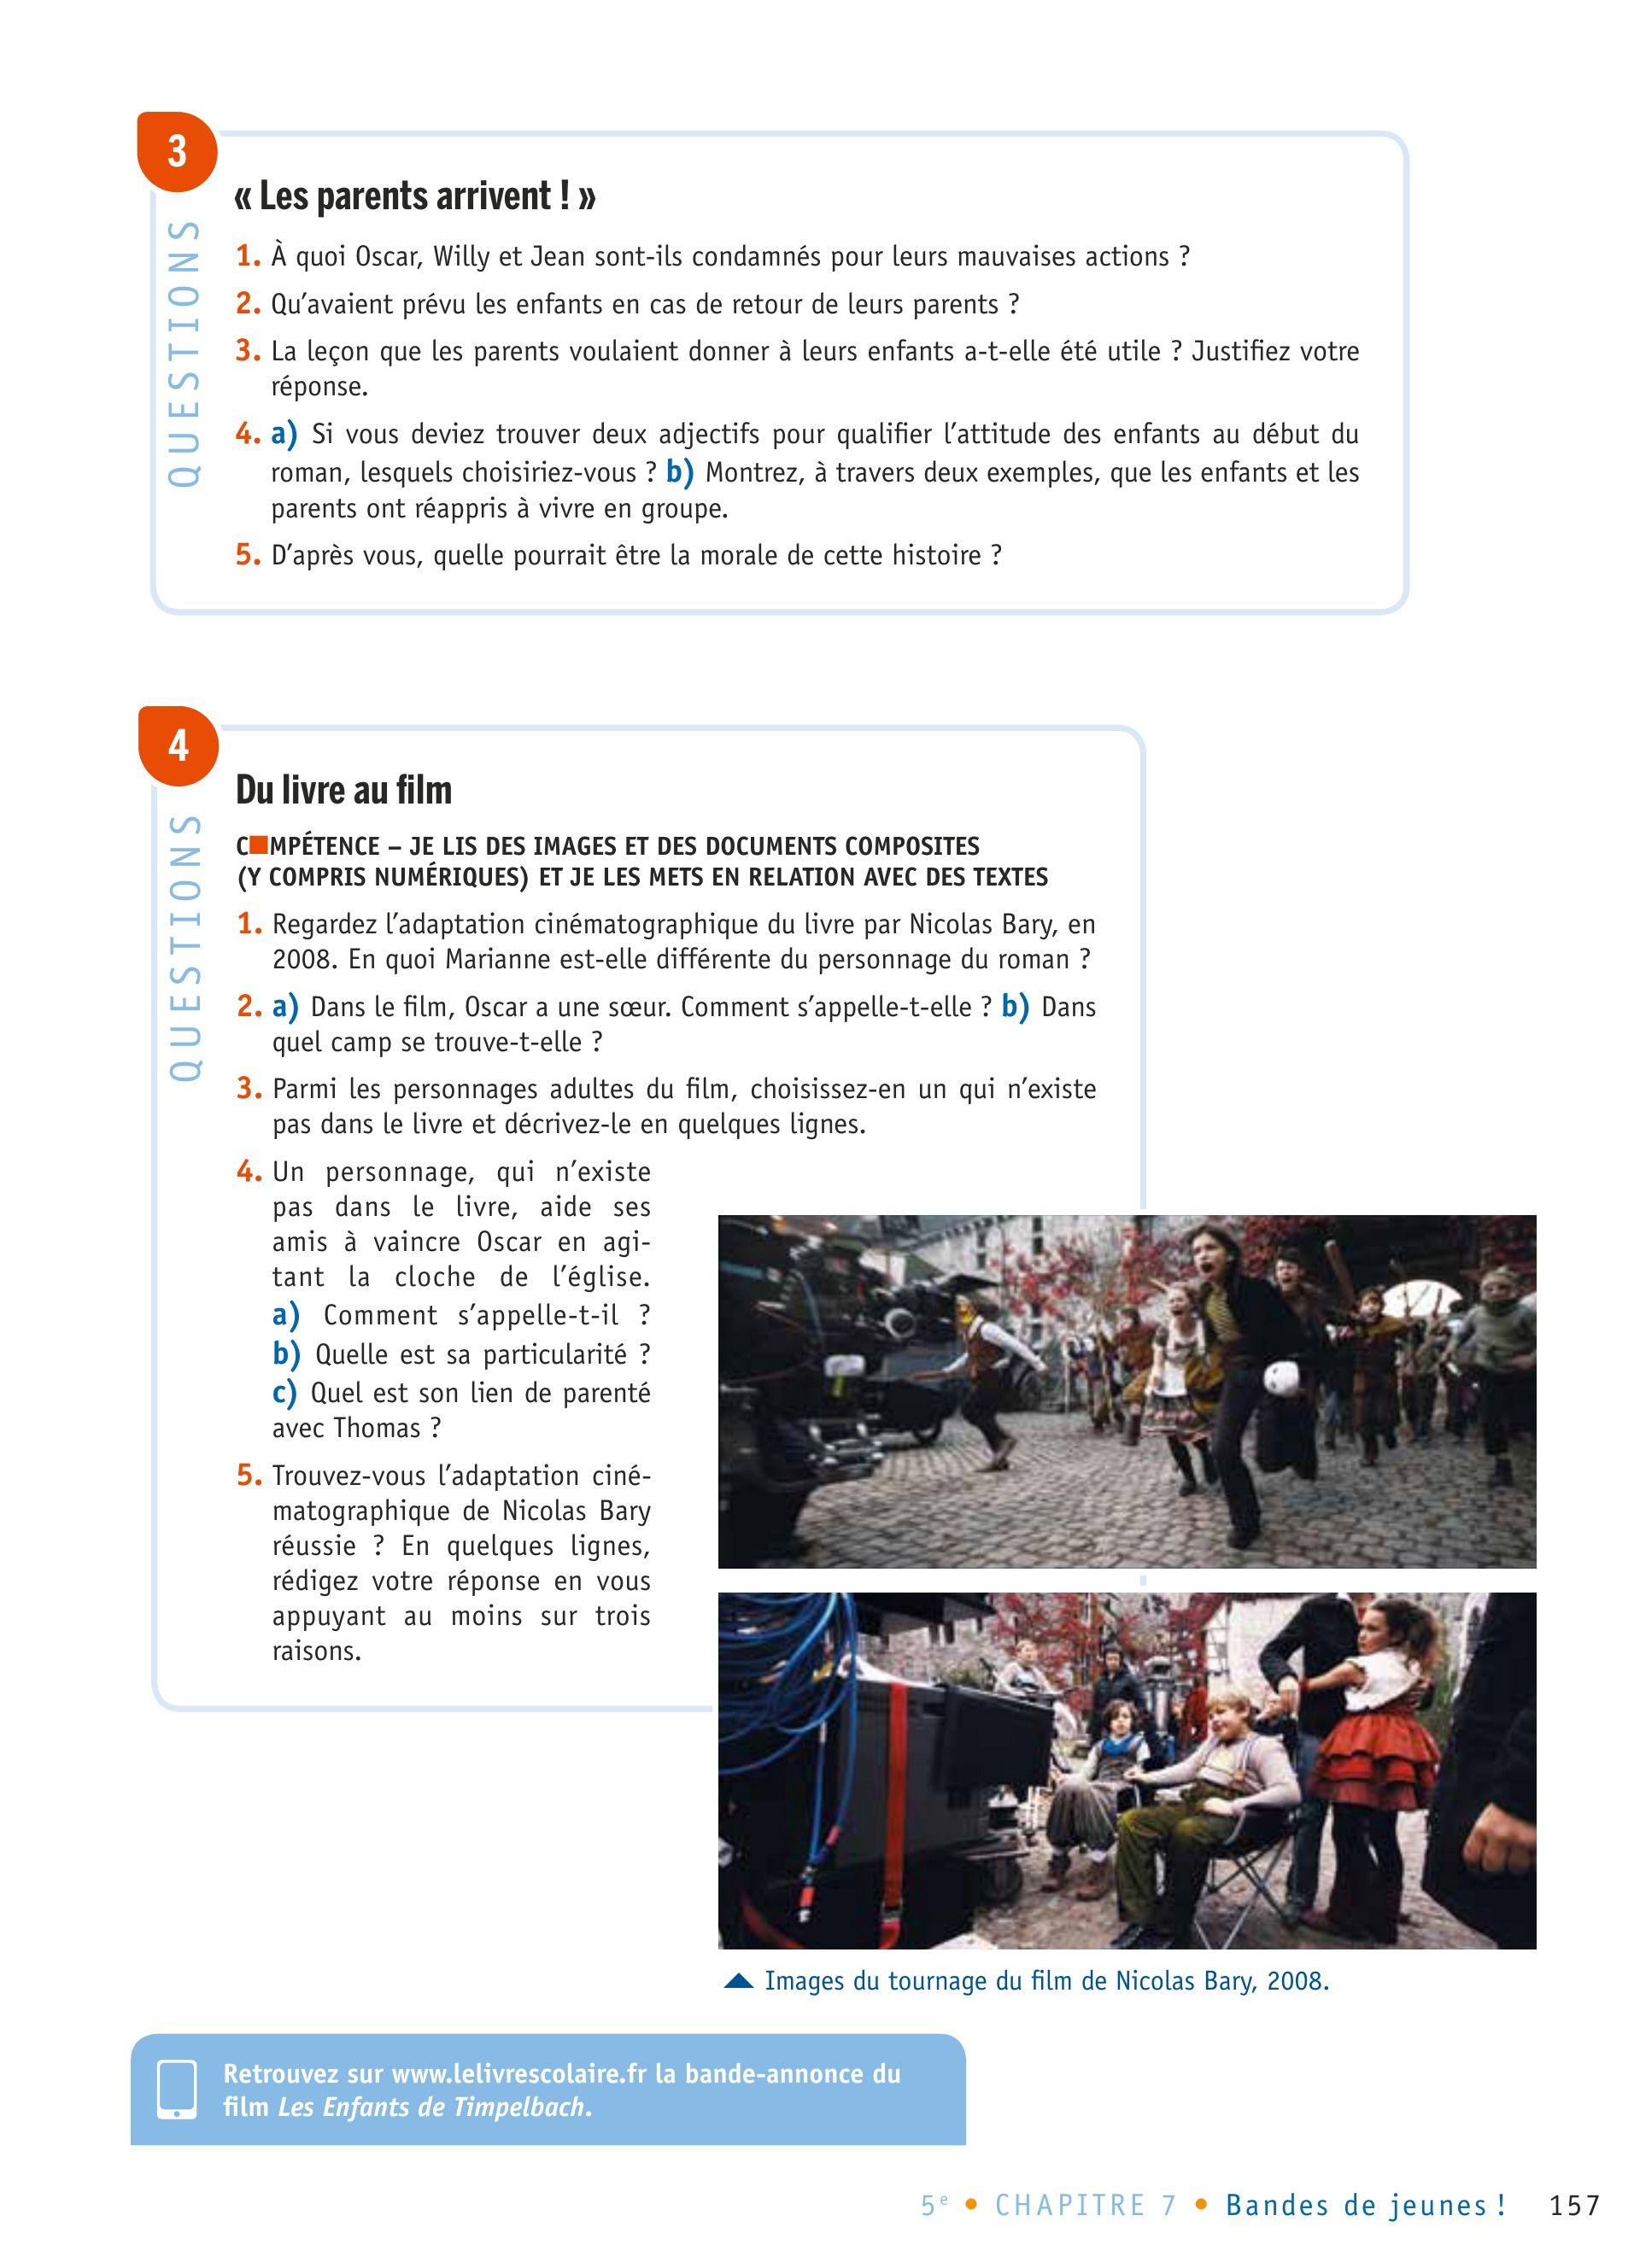 3
QUESTIONS
« Les parents arrivent ! »
1. À quoi Oscar, Willy et Jean sont-ils condamnés pour leurs mauvaises actions ?
2. Qu’avaient prévu les enfants en cas de retour de leurs parents ?
3. La leçon que les parents voulaient donner à leurs enfants a-t-elle été utile ? Justifiez votre
réponse.
4. a) Si vous deviez trouver deux adjectifs pour qualifier l’attitude des enfants au début du
roman, lesquels choisiriez-vous ? b) Montrez, à travers deux exemples, que les enfants et les
parents ont réappris à vivre en groupe.
5. D’après vous, quelle pourrait être la morale de cette histoire ?
4
QUESTIONS
Du livre au film
C■MPÉTENCE – JE LIS DES IMAGES ET DES DOCUMENTS COMPOSITES
(Y COMPRIS NUMÉRIQUES) ET JE LES METS EN RELATION AVEC DES TEXTES
1. Regardez l’adaptation cinématographique du livre par Nicolas Bary, en
2008. En quoi Marianne est-elle différente du personnage du roman ?
2. a) Dans le film, Oscar a une sœur. Comment s’appelle-t-elle ? b) Dans
quel camp se trouve-t-elle ?
3. Parmi les personnages adultes du film, choisissez-en un qui n’existe
pas dans le livre et décrivez-le en quelques lignes.
4. Un personnage, qui n’existe
pas dans le livre, aide ses
amis à vaincre Oscar en agi-
tant la cloche de l’église.
a) Comment s’appelle-t-il ?
b) Quelle est sa particularité ?
c) Quel est son lien de parenté
avec Thomas ?
5. Trouvez-vous l’adaptation ciné-
matographique de Nicolas Bary
réussie ? En quelques lignes,
rédigez votre réponse en vous
appuyant au moins sur trois
raisons.
Images du tournage du film de Nicolas Bary, 2008.
Retrouvez sur www.lelivrescolaire.fr la bande-annonce du
film Les Enfants de Timpelbach.
5e • CHAPITRE 7 • Bandes de jeunes ! 157